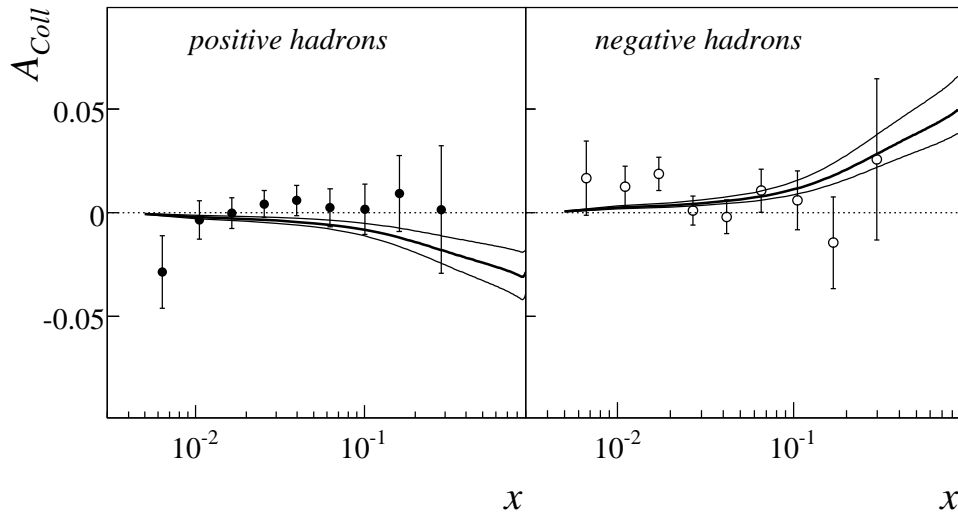 A_Coll
positive hadrons
negative hadrons
0.05
0
-0.05
10^-2
10^-1
10^-2
10^-1
x
x